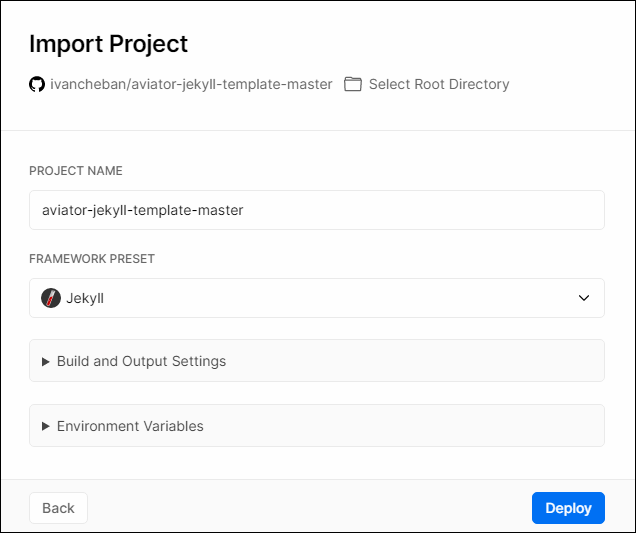 Import Project
ivancheban/aviator-jekyll-template-master Select Root Directory
PROJECT NAME
aviator-jekyll-template-master
FRAMEWORK PRESET
Jekyll
Build and Output Settings
Environment Variables
Back Deploy